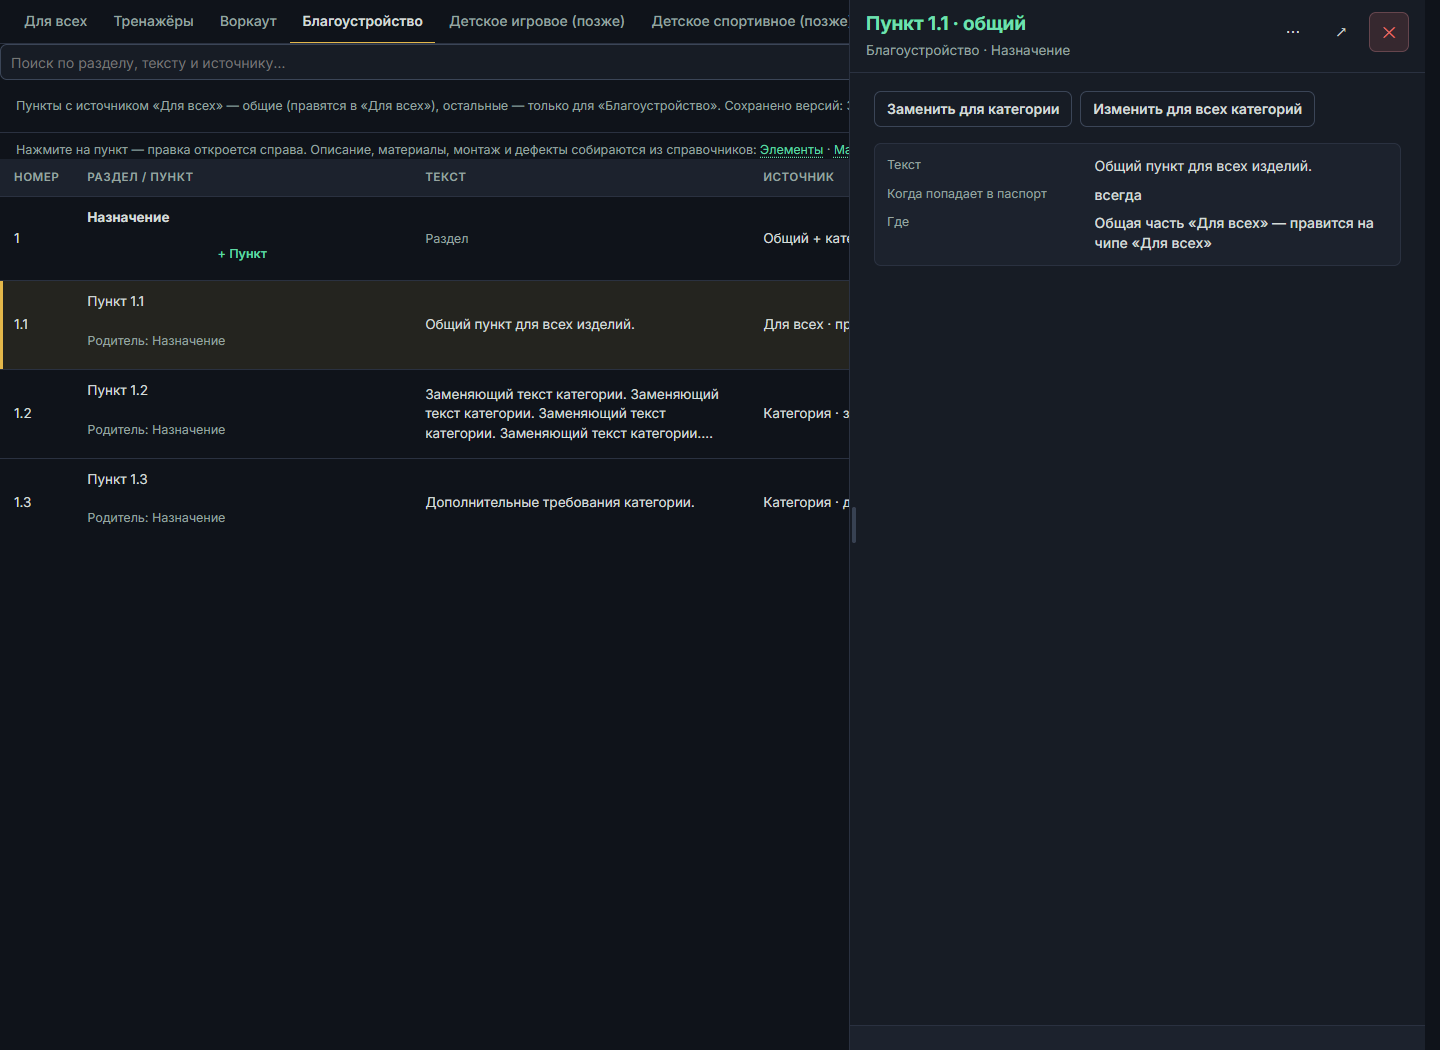 Для всех Тренажёры Воркаут Благоустройство Детское игровое (позже) Детское спортивное (позже
Поиск по разделу, тексту и источнику...
Пункты с источником «Для всех» — общие (правятся в «Для всех»), остальные — только для «Благоустройство». Сохранено версий:
Нажмите на пункт — правка откроется справа. Описание, материалы, монтаж и дефекты собираются из справочников: Элементы · Ма
НОМЕР РАЗДЕЛ / ПУНКТ ТЕКСТ ИСТОЧНИК
1 Назначение Раздел Общий + кате
+ Пункт
1.1 Пункт 1.1 Общий пункт для всех изделий. Для всех · пр
Родитель: Назначение
1.2 Пункт 1.2 Заменяющий текст категории. Заменяющий
текст категории. Заменяющий текст
категории. Заменяющий текст категории....
Категория · з
Родитель: Назначение
1.3 Пункт 1.3 Дополнительные требования категории. Категория · д
Родитель: Назначение
Пункт 1.1 · общий
Благоустройство · Назначение
Заменить для категории Изменить для всех категорий
Текст Общий пункт для всех изделий.
Когда попадает в паспорт всегда
Где Общая часть «Для всех» — правится на
чипе «Для всех»